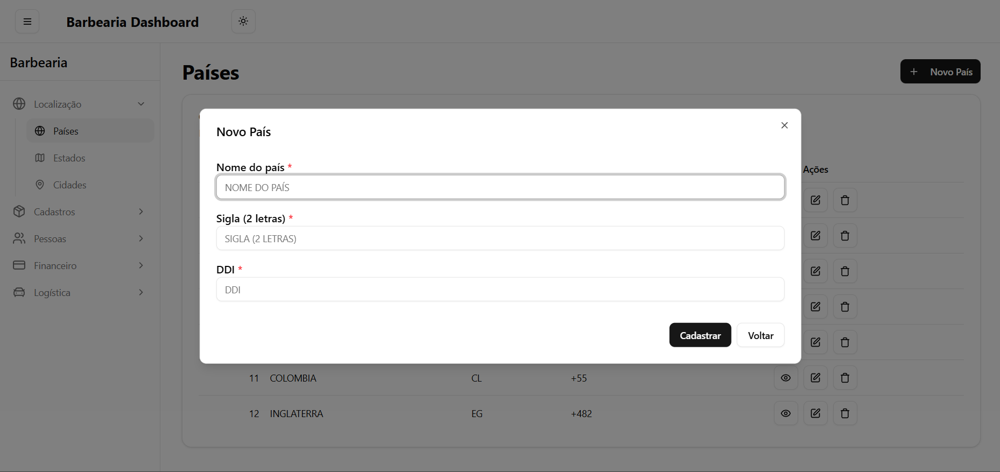 Barbearia Dashboard
Barbearia
Localização
Países
Estados
Cidades
Cadastros
Pessoas
Financeiro
Logística
Países
+ Novo País
Novo País
Nome do país *
NOME DO PAÍS
Sigla (2 letras) *
SIGLA (2 LETRAS)
DDI *
DDI
Cadastrar Voltar
Ações
11 COLOMBIA CL +55
12 INGLATERRA EG +482